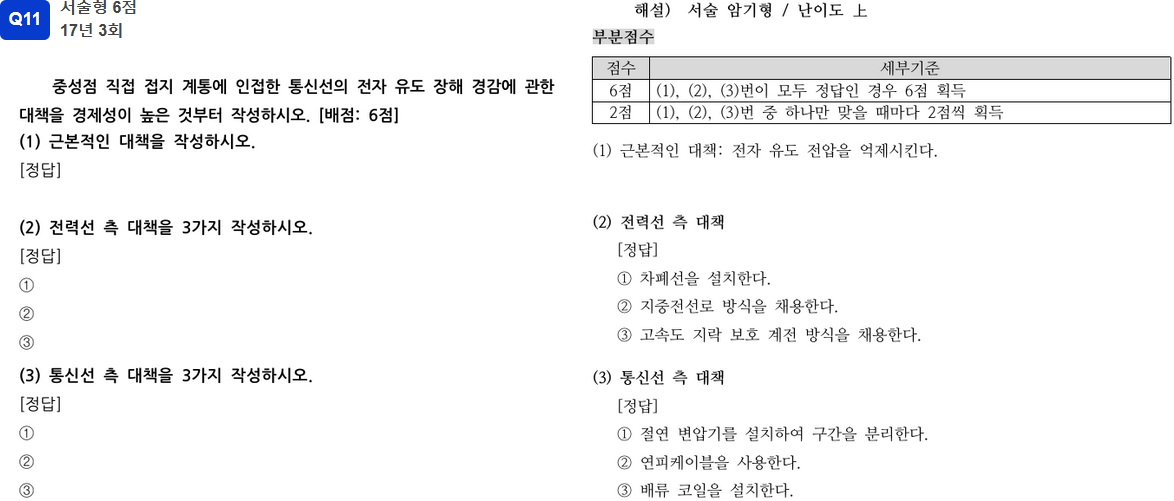 Q11
서술형 6점
17년 3회
중성점 직접 접지 계통에 인접한 통신선의 전자 유도 장해 경감에 관한
대책을 경제성이 높은 것부터 작성하시오. [배점: 6점]
(1) 근본적인 대책을 작성하시오.
[정답]
(2) 전력선 측 대책을 3가지 작성하시오.
[정답]
①
②
③
(3) 통신선 측 대책을 3가지 작성하시오.
[정답]
①
②
③
해설) 서술 암기형 / 난이도 上
부분점수
점수 세부기준
6점 (1), (2), (3)번이 모두 정답인 경우 6점 획득
2점 (1), (2), (3)번 중 하나만 맞을 때마다 2점씩 획득
(1) 근본적인 대책: 전자 유도 전압을 억제시킨다.
(2) 전력선 측 대책
[정답]
① 차폐선을 설치한다.
② 지중전선로 방식을 채용한다.
③ 고속도 지락 보호 계전 방식을 채용한다.
(3) 통신선 측 대책
[정답]
① 절연 변압기를 설치하여 구간을 분리한다.
② 연피케이블을 사용한다.
③ 배류 코일을 설치한다.